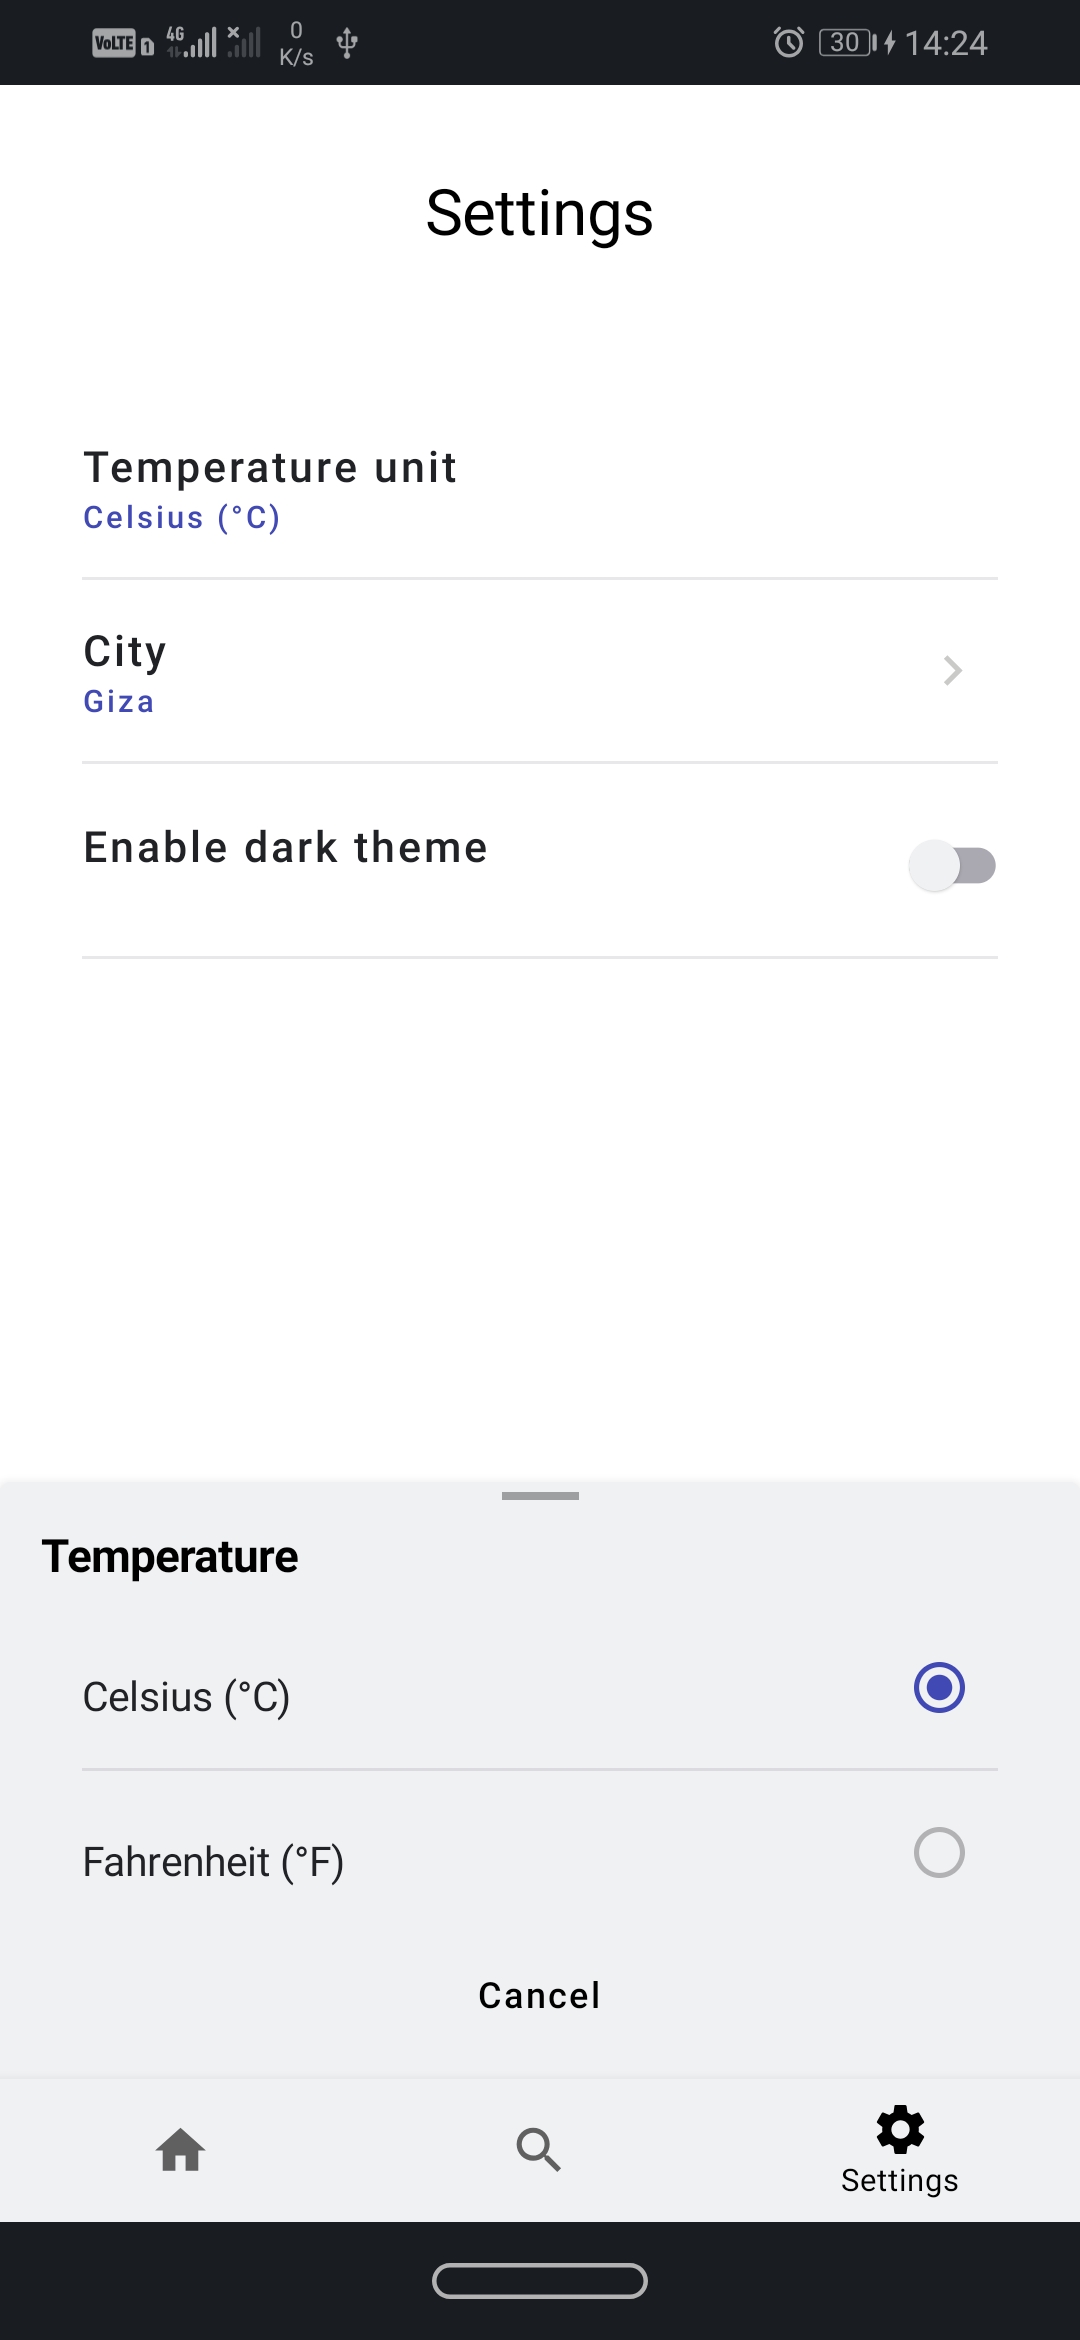 VoLTE 1 4G 0 K/s 30 14:24
Settings
Temperature unit
Celsius (°C)
City
Giza
Enable dark theme
Temperature
Celsius (°C)
Fahrenheit (°F)
Cancel
Settings